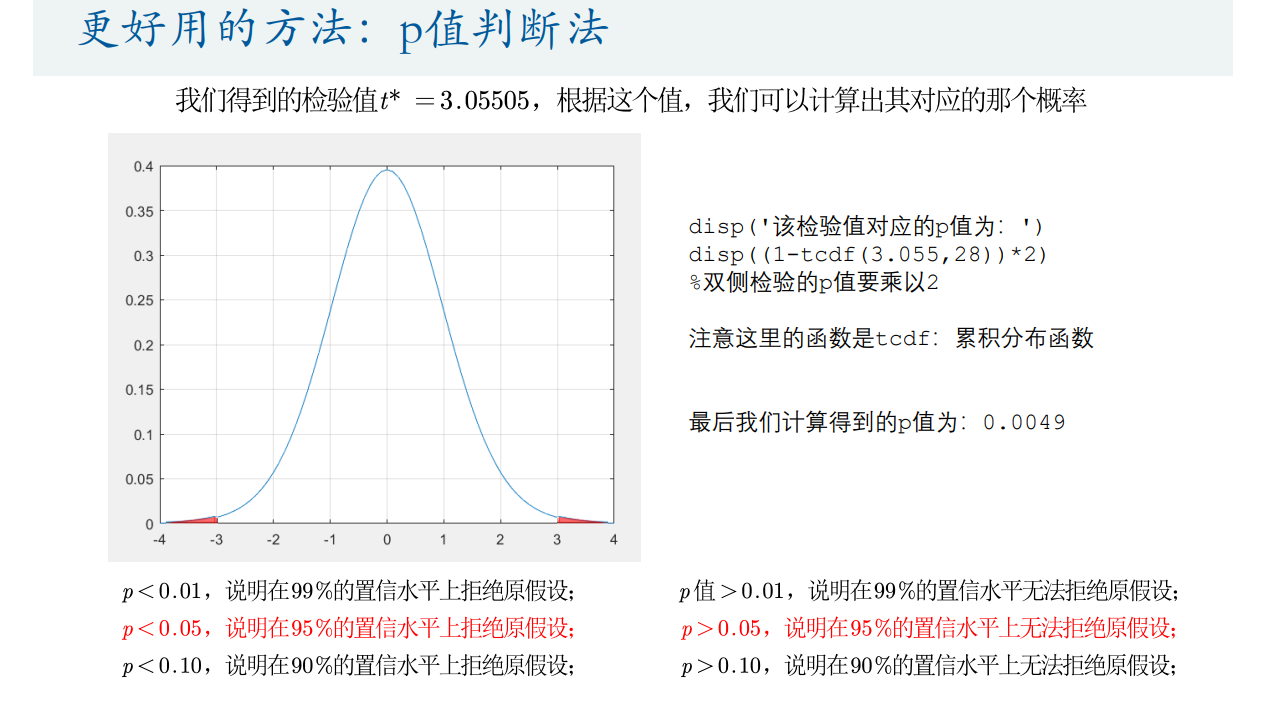 更好用的方法：p值判断法
我们得到的检验值t* =3.05505，根据这个值，我们可以计算出其对应的那个概率
0.4
0.35
0.3
0.25
0.2
0.15
0.1
0.05
0
-4 -3 -2 -1 0 1 2 3 4
disp('该检验值对应的p值为：')
disp((1-tcdf(3.055,28))*2)
%双侧检验的p值要乘以2
注意这里的函数是tcdf：累积分布函数
最后我们计算得到的p值为：0.0049
p<0.01，说明在99%的置信水平上拒绝原假设；
p<0.05，说明在95%的置信水平上拒绝原假设；
p<0.10，说明在90%的置信水平上拒绝原假设；
p值>0.01，说明在99%的置信水平无法拒绝原假设；
p>0.05，说明在95%的置信水平上无法拒绝原假设；
p>0.10，说明在90%的置信水平上无法拒绝原假设；